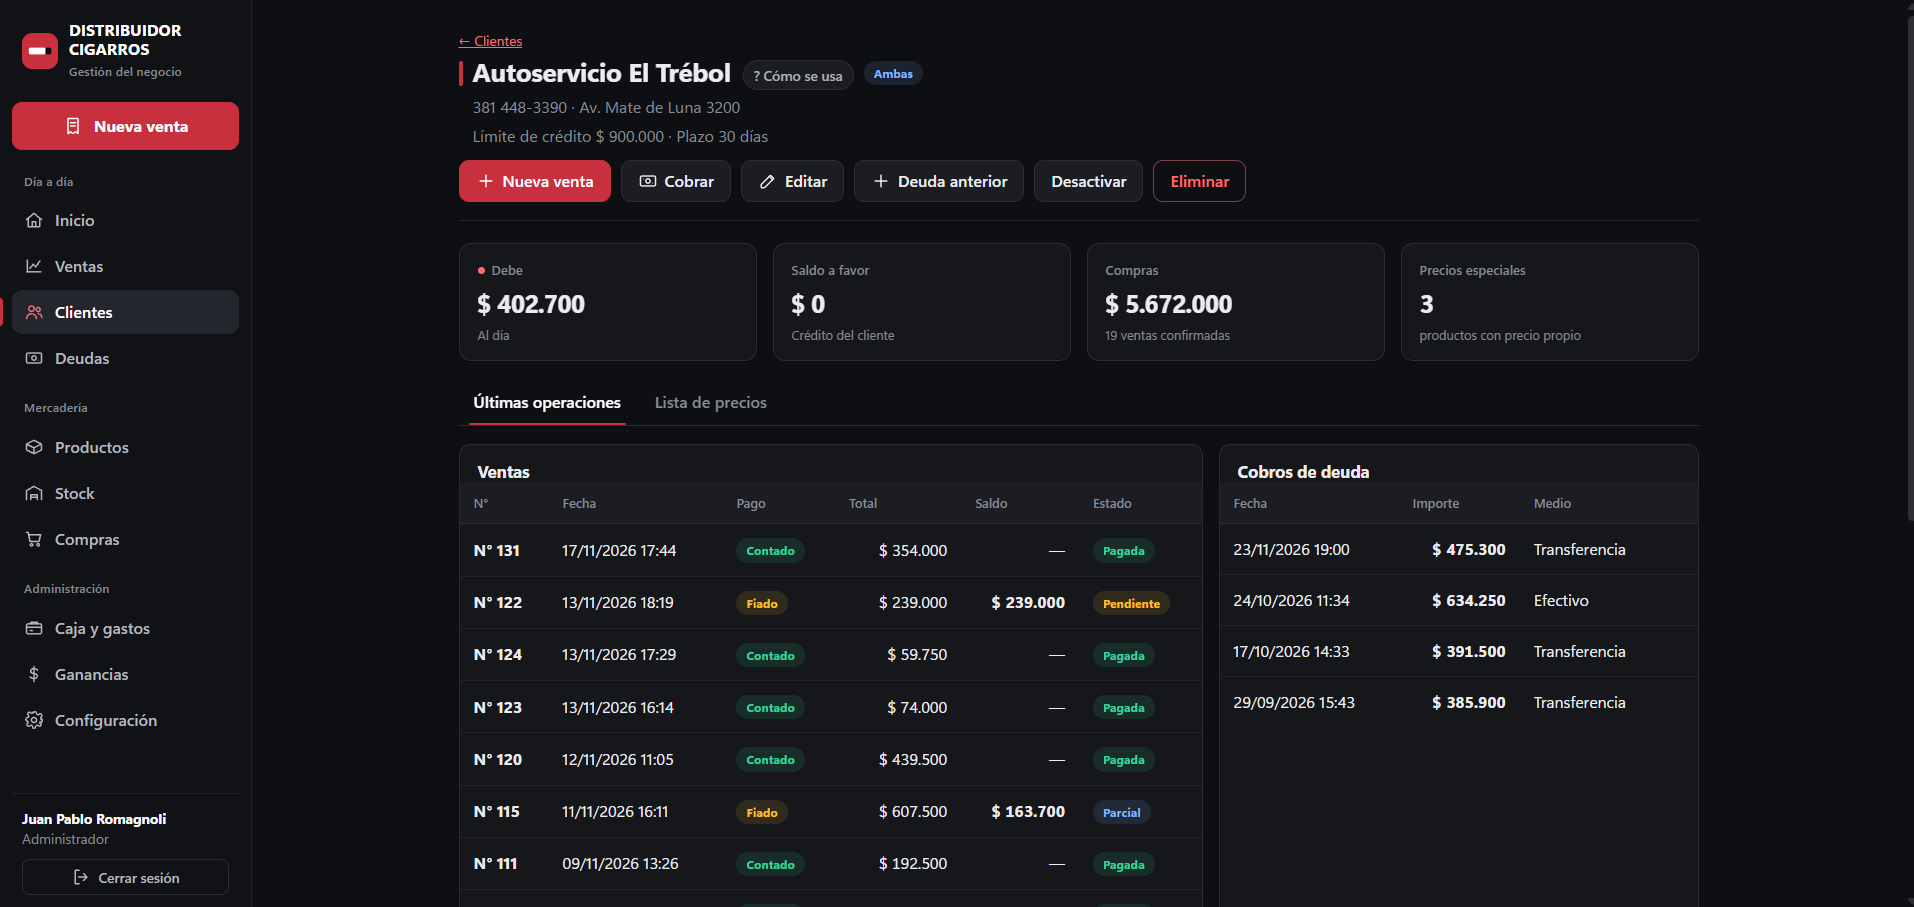 DISTRIBUIDOR
CIGARROS
Gestión del negocio
Nueva venta
Día a día
Inicio
Ventas
Clientes
Deudas
Mercadería
Productos
Stock
Compras
Administración
Caja y gastos
Ganancias
Configuración
Juan Pablo Romagnoli
Administrador
Cerrar sesión
← Clientes
Autoservicio El Trébol ? Cómo se usa Ambas
381 448-3390 · Av. Mate de Luna 3200
Límite de crédito $ 900.000 · Plazo 30 días
+ Nueva venta Cobrar Editar + Deuda anterior Desactivar Eliminar
Debe
$ 402.700
Al día
Saldo a favor
$ 0
Crédito del cliente
Compras
$ 5.672.000
19 ventas confirmadas
Precios especiales
3
productos con precio propio
Últimas operaciones Lista de precios
Ventas
N° Fecha Pago Total Saldo Estado
N° 131 17/11/2026 17:44 Contado $ 354.000 — Pagada
N° 122 13/11/2026 18:19 Fiado $ 239.000 $ 239.000 Pendiente
N° 124 13/11/2026 17:29 Contado $ 59.750 — Pagada
N° 123 13/11/2026 16:14 Contado $ 74.000 — Pagada
N° 120 12/11/2026 11:05 Contado $ 439.500 — Pagada
N° 115 11/11/2026 16:11 Fiado $ 607.500 $ 163.700 Parcial
N° 111 09/11/2026 13:26 Contado $ 192.500 — Pagada
Cobros de deuda
Fecha Importe Medio
23/11/2026 19:00 $ 475.300 Transferencia
24/10/2026 11:34 $ 634.250 Efectivo
17/10/2026 14:33 $ 391.500 Transferencia
29/09/2026 15:43 $ 385.900 Transferencia